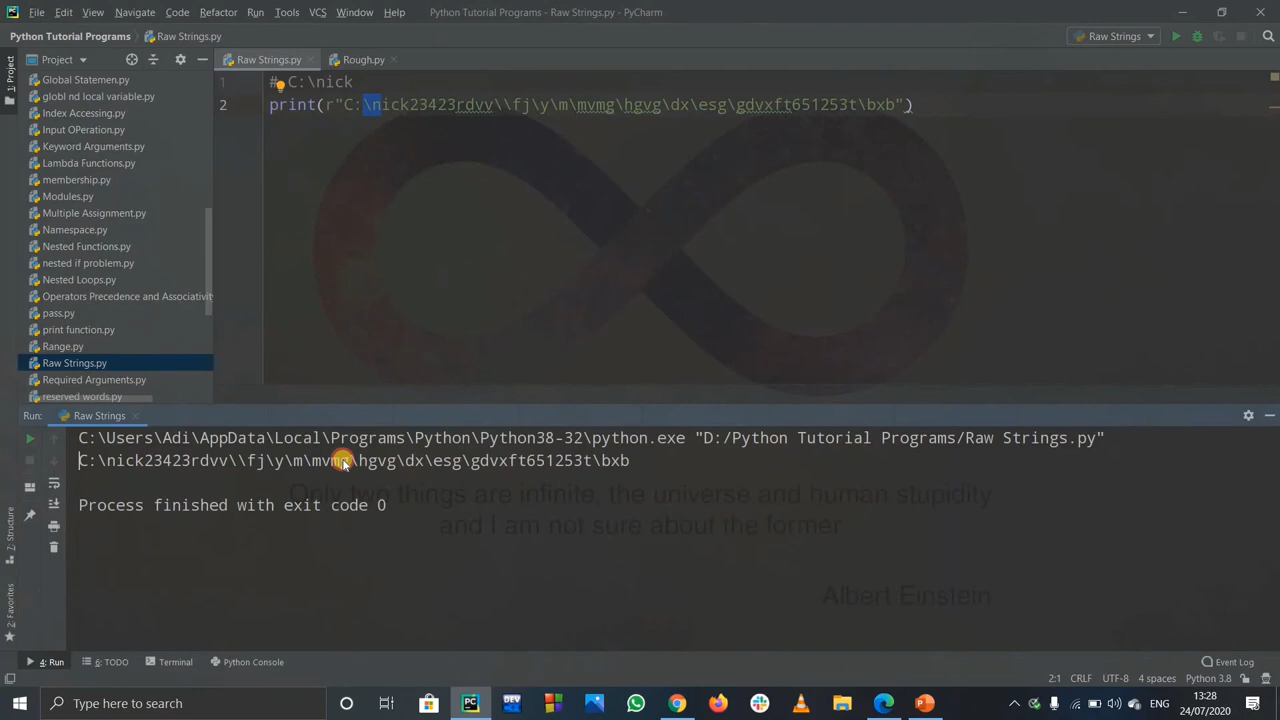 File Edit View Navigate Code Refactor Run Tools VCS Window Help Python Tutorial Programs - Raw Strings.py - PyCharm
Python Tutorial Programs Raw Strings.py Raw Strings
1: Project
Project
Raw Strings.py Rough.py
Global Statemen.py
globl nd local variable.py
Index Accessing.py
Input OPeration.py
Keyword Arguments.py
Lambda Functions.py
membership.py
Modules.py
Multiple Assignment.py
Namespace.py
Nested Functions.py
nested if problem.py
Nested Loops.py
Operators Precedence and Associativity
pass.py
print function.py
Range.py
Raw Strings.py
Required Arguments.py
reserved words.py
1 # C:\nick
2 print(r"C:\nick23423rdvv\\fj\y\m\mvmg\hgvg\dx\esg\gdvxft651253t\bxb")
Run: Raw Strings
C:\Users\Adi\AppData\Local\Programs\Python\Python38-32\python.exe "D:/Python Tutorial Programs/Raw Strings.py"
C:\nick23423rdvv\\fj\y\m\mvmg\hgvg\dx\esg\gdvxft651253t\bxb
Process finished with exit code 0
Only two things are infinite, the universe and human stupidity
and I am not sure about the former
Albert Einstein
7: Structure
2: Favorites
4: Run 6: TODO Terminal Python Console Event Log
2:1 CRLF UTF-8 4 spaces Python 3.8
Type here to search
ENG
13:28
24/07/2020